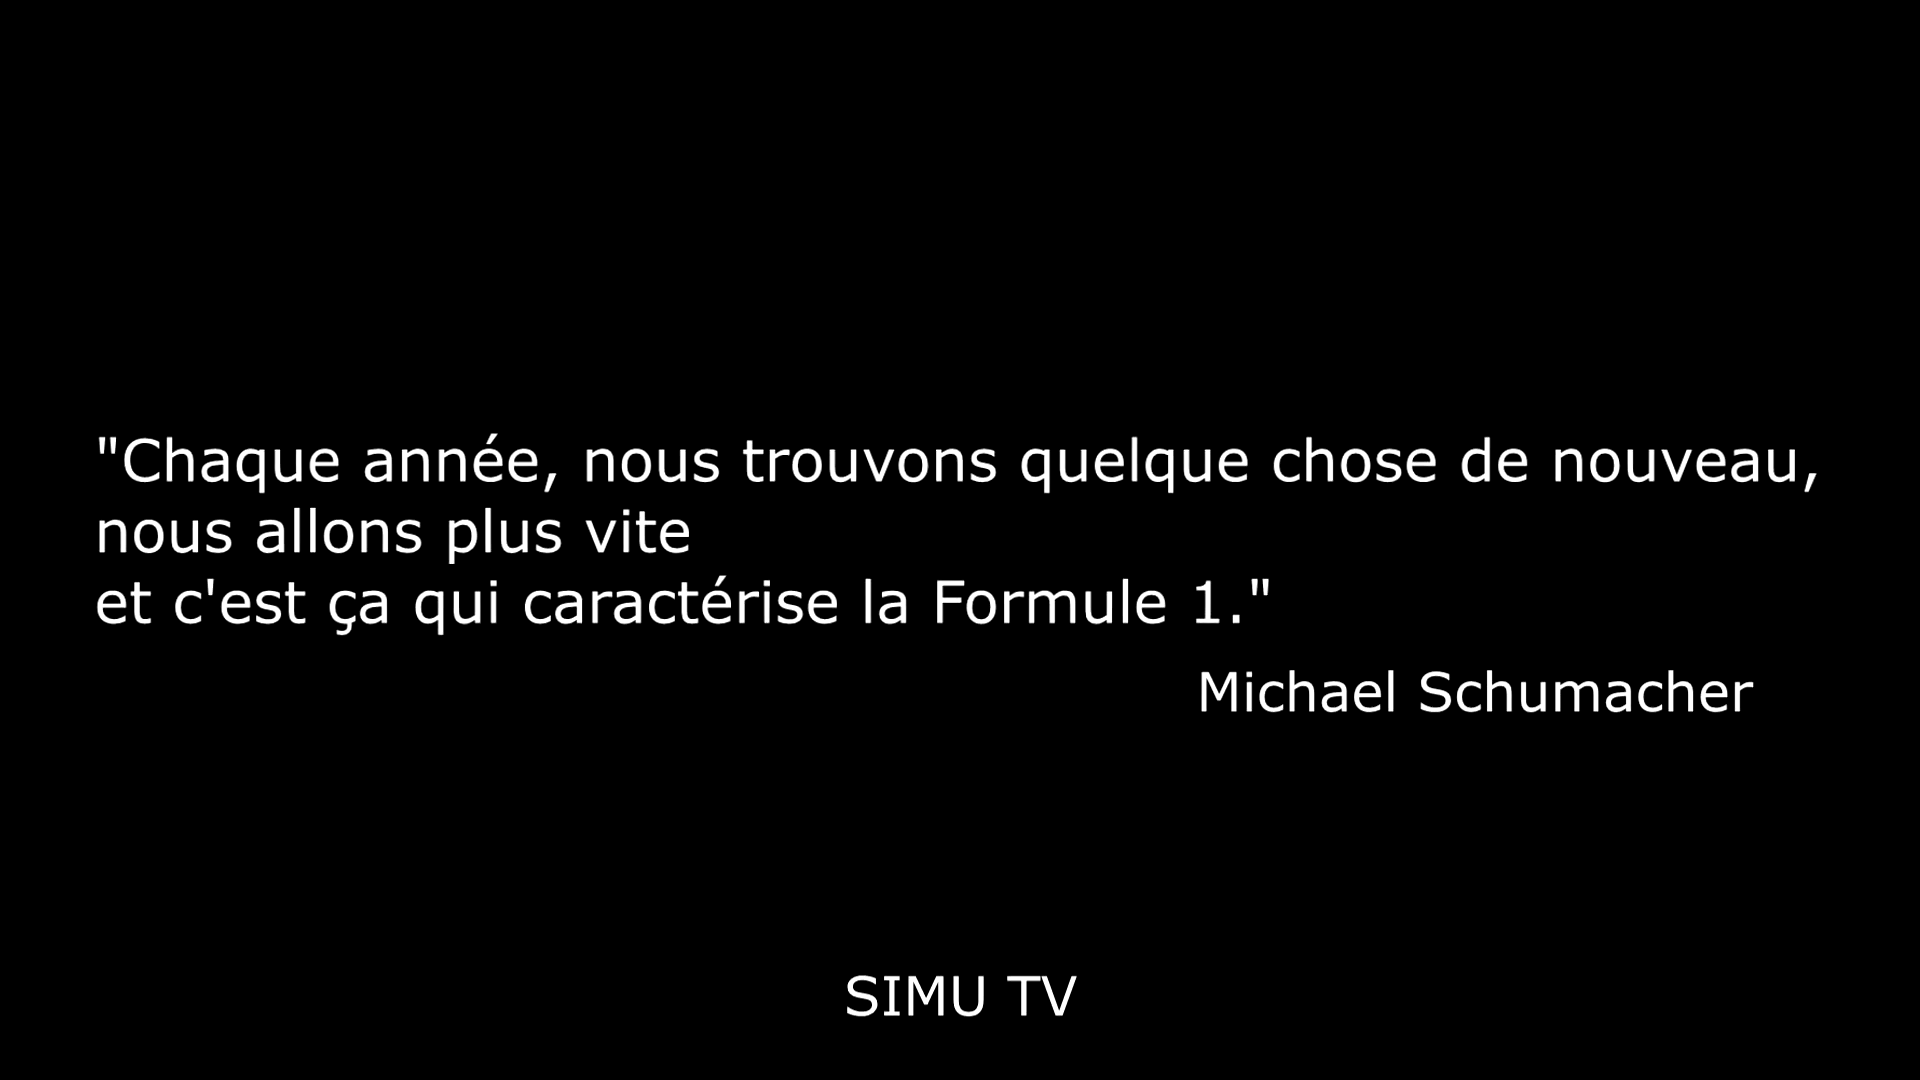 "Chaque année, nous trouvons quelque chose de nouveau,
nous allons plus vite
et c'est ça qui caractérise la Formule 1."
Michael Schumacher
SIMU TV